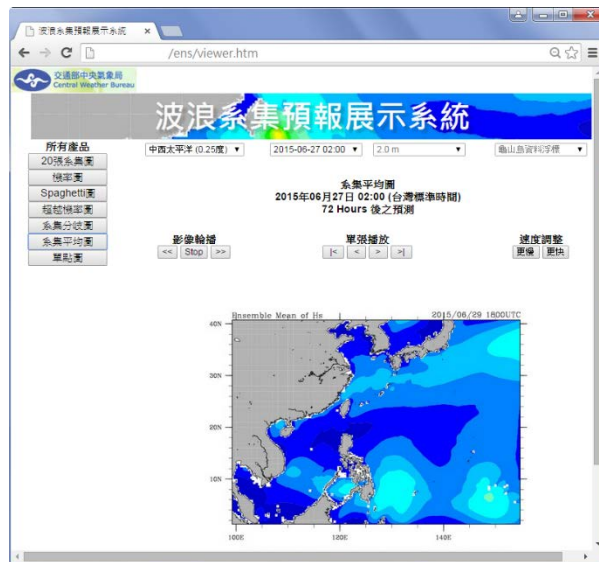 波浪系集預報展示系統
/ens/viewer.htm
交通部中央氣象局
Central Weather Bureau
波浪系集預報展示系統
所有產品
20張系集圖
機率圖
Spaghetti圖
超越機率圖
系集分歧圖
系集平均圖
單點圖
中西太平洋 (0.25度)
2015-06-27 02:00
2.0 m
龜山島資料浮標
系集平均圖
2015年06月27日 02:00 (台灣標準時間)
72 Hours 後之預測
影像輪播
<< Stop >>
單張播放
|< < > >|
速度調整
更慢 更快
Ensemble Mean of Hs 2015/06/29 1800UTC
40N
30N
20N
10N
100E 120E 140E